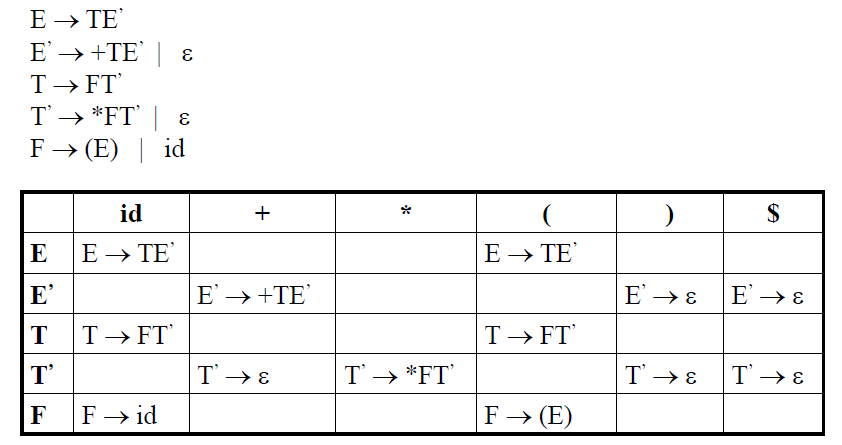 E → TE’
E’ → +TE’ | ε
T → FT’
T’ → *FT’ | ε
F → (E) | id
id + * ( ) $
E E → TE’ E → TE’
E’ E’ → +TE’ E’ → ε E’ → ε
T T → FT’ T → FT’
T’ T’ → ε T’ → *FT’ T’ → ε T’ → ε
F F → id F → (E)